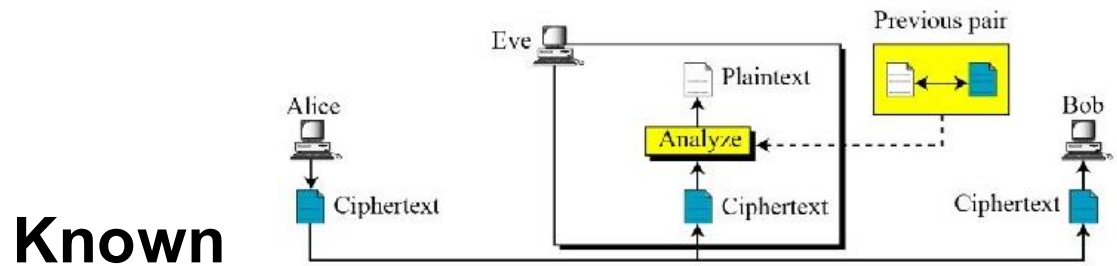 Previous pair
Eve
Plaintext
Alice
Bob
Analyze
Ciphertext
Ciphertext
Ciphertext
Known